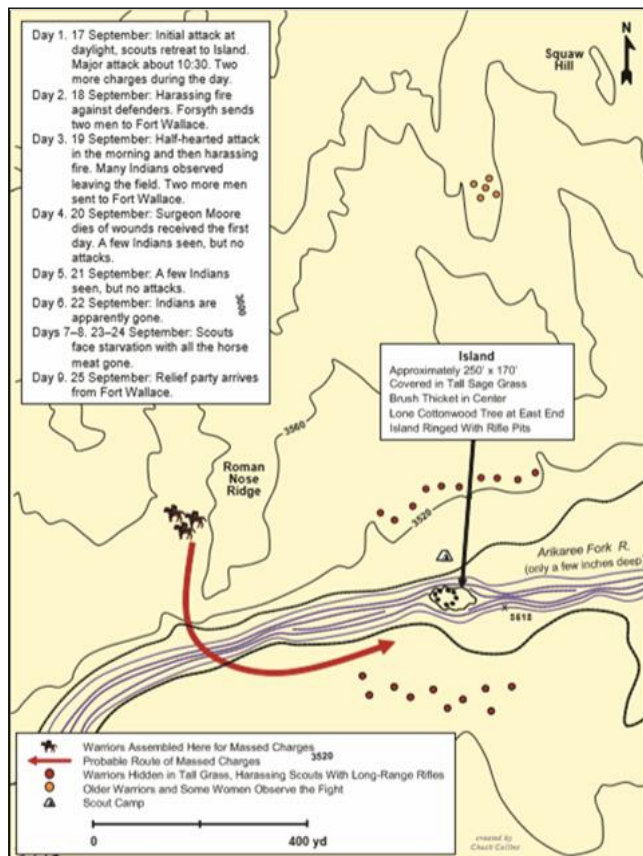 Day 1. 17 September: Initial attack at
daylight, scouts retreat to Island.
Major attack about 10:30. Two
more charges during the day.
Day 2. 18 September: Harassing fire
against defenders. Forsyth sends
two men to Fort Wallace.
Day 3. 19 September: Half-hearted attack
in the morning and then harassing
fire. Many Indians observed
leaving the field. Two more men
sent to Fort Wallace.
Day 4. 20 September: Surgeon Moore
dies of wounds received the first
day. A few Indians seen, but no
attacks.
Day 5. 21 September: A few Indians
seen, but no attacks.
Day 6. 22 September: Indians are
apparently gone.
Days 7–8. 23–24 September: Scouts
face starvation with all the horse
meat gone.
Day 9. 25 September: Relief party arrives
from Fort Wallace.
N
Squaw
Hill
3600
Island
Approximately 250' x 170'
Covered in Tall Sage Grass
Brush Thicket in Center
Lone Cottonwood Tree at East End
Island Ringed With Rifle Pits
3560
Roman
Nose
Ridge
3520
Arikaree Fork R.
(only a few inches deep)
X
3518
Warriors Assembled Here for Massed Charges
3520
Probable Route of Massed Charges
Warriors Hidden in Tall Grass, Harassing Scouts With Long-Range Rifles
Older Warriors and Some Women Observe the Fight
Scout Camp
0 400 yd
created by
Chuck Collins